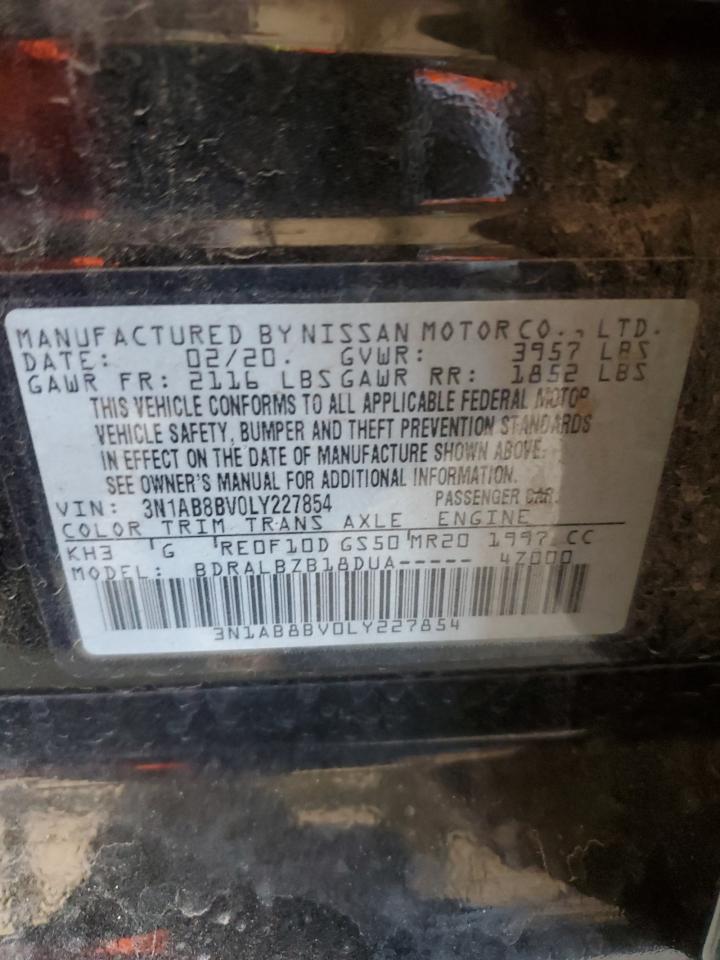 MANUFACTURED BY NISSAN MOTOR CO., LTD.
DATE: 02/20. GVWR: 3957 LBS
GAWR FR: 2116 LBS GAWR RR: 1852 LBS
THIS VEHICLE CONFORMS TO ALL APPLICABLE FEDERAL MOTOR
VEHICLE SAFETY, BUMPER AND THEFT PREVENTION STANDARDS
IN EFFECT ON THE DATE OF MANUFACTURE SHOWN ABOVE.
SEE OWNER'S MANUAL FOR ADDITIONAL INFORMATION.
VIN: 3N1AB8BV0LY227854 PASSENGER CAR.
COLOR TRIM TRANS AXLE ENGINE
KH3 G RE0F10D GS50 MR20 1997 CC
MODEL: BDRALBZB18DUA----- 4Z000
3N1AB8BV0LY227854